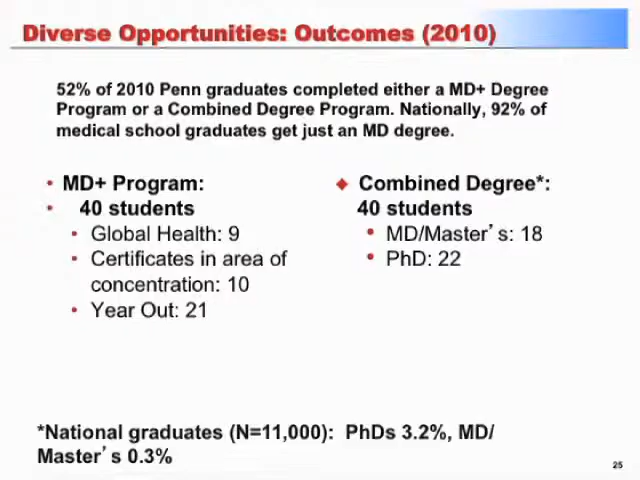 Diverse Opportunities: Outcomes (2010)
52% of 2010 Penn graduates completed either a MD+ Degree
Program or a Combined Degree Program. Nationally, 92% of
medical school graduates get just an MD degree.
• MD+ Program:
• 40 students
• Global Health: 9
• Certificates in area of
concentration: 10
• Year Out: 21
◆ Combined Degree*:
40 students
• MD/Master’s: 18
• PhD: 22
*National graduates (N=11,000): PhDs 3.2%, MD/
Master’s 0.3%
25